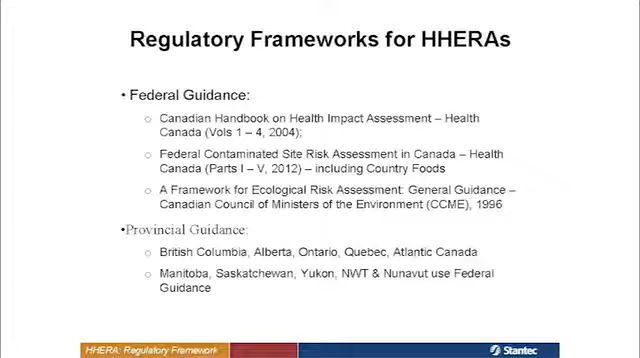 Regulatory Frameworks for HHERAs
• Federal Guidance:
○ Canadian Handbook on Health Impact Assessment – Health
Canada (Vols 1 – 4, 2004);
○ Federal Contaminated Site Risk Assessment in Canada – Health
Canada (Parts I – V, 2012) – including Country Foods
○ A Framework for Ecological Risk Assessment: General Guidance –
Canadian Council of Ministers of the Environment (CCME), 1996
•Provincial Guidance:
○ British Columbia, Alberta, Ontario, Quebec, Atlantic Canada
○ Manitoba, Saskatchewan, Yukon, NWT & Nunavut use Federal
Guidance
HHERA: Regulatory Framework
Stantec